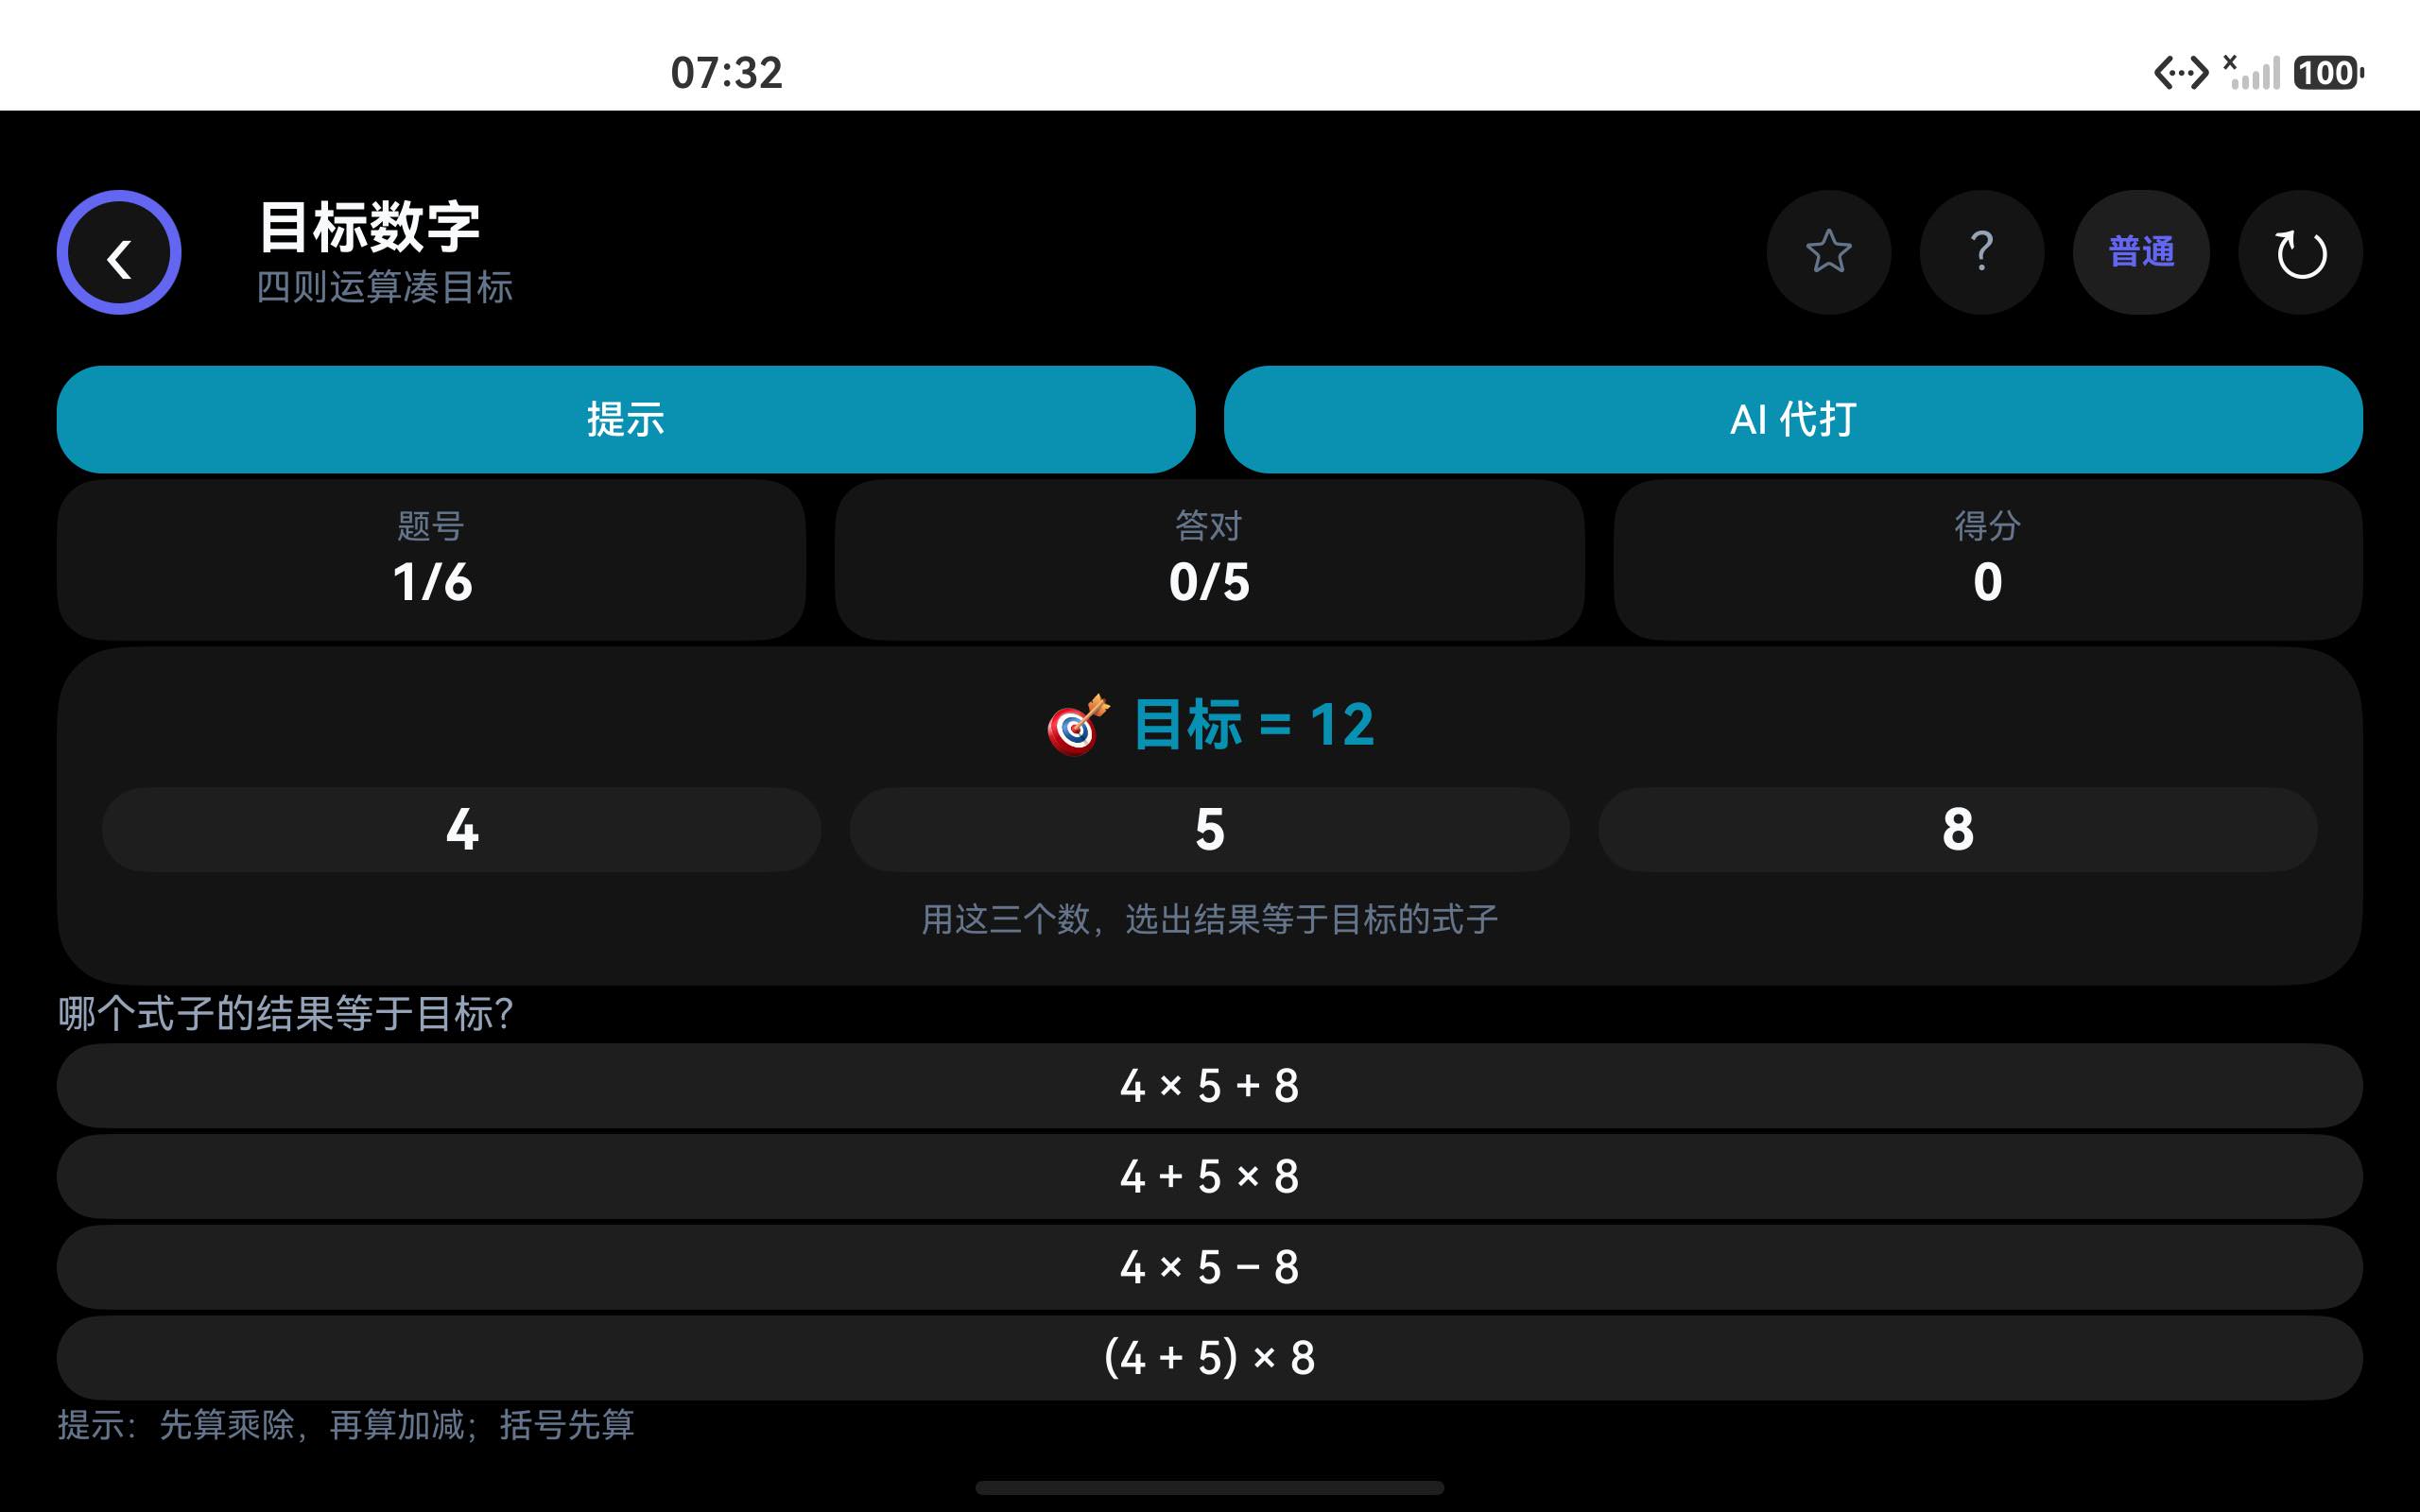 07:32
100
目标数字
四则运算凑目标
?
普通
提示
AI 代打
题号
1/6
答对
0/5
得分
0
目标 = 12
4
5
8
用这三个数，选出结果等于目标的式子
哪个式子的结果等于目标？
4 × 5 + 8
4 + 5 × 8
4 × 5 − 8
(4 + 5) × 8
提示：先算乘除，再算加减；括号先算